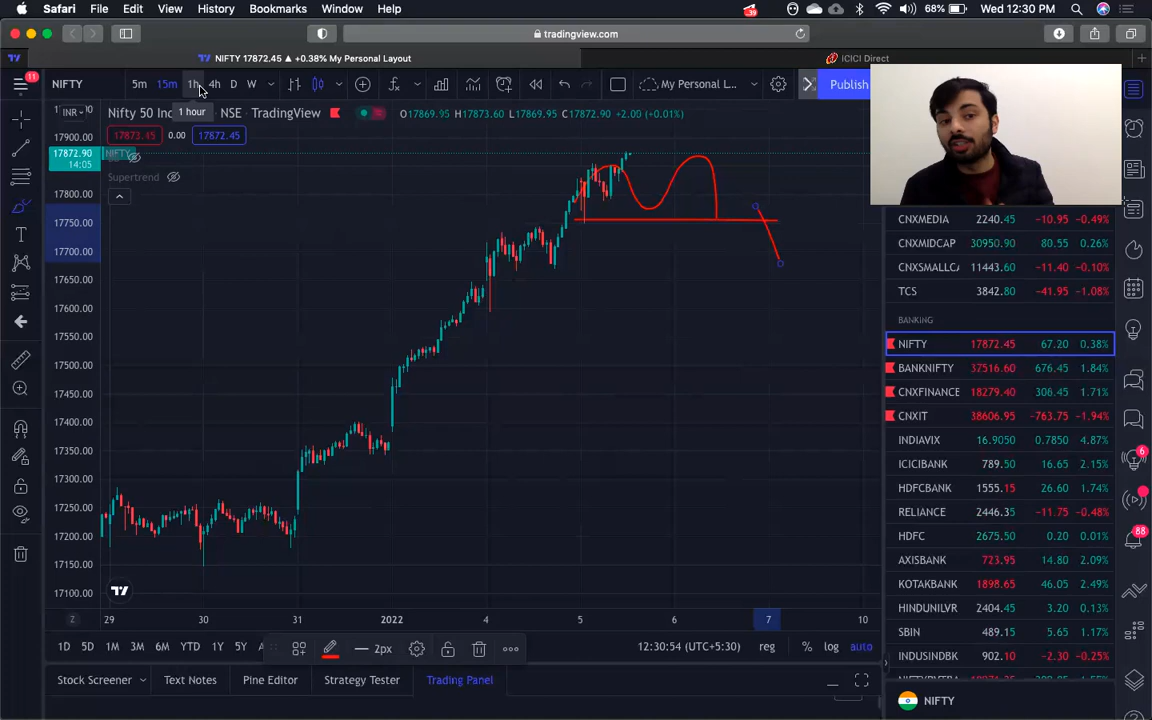 Safari File Edit View History Bookmarks Window Help
39
68% Wed 12:30 PM
tradingview.com
NIFTY 17872.45 ▲ +0.38% My Personal Layout
ICICI Direct
11
NIFTY 5m 15m 1h 4h D W My Personal L... Publish
1 hour
INR
Nifty 50 Ind NSE TradingView O17869.95 H17873.60 L17869.95 C17872.90 +2.00 (+0.01%)
17873.45 0.00 17872.45
NIFTY
Supertrend
17900.00
17872.90
14:05
17800.00
17750.00
17700.00
17650.00
17600.00
17550.00
17500.00
17450.00
17400.00
17350.00
17300.00
17250.00
17200.00
17150.00
17100.00
CNXMEDIA 2240.45 -10.95 -0.49%
CNXMIDCAP 30950.90 80.55 0.26%
CNXSMALLCA 11443.60 -11.40 -0.10%
TCS 3842.80 -41.95 -1.08%
BANKING
NIFTY 17872.45 67.20 0.38%
BANKNIFTY 37516.60 676.45 1.84%
CNXFINANCE 18279.40 306.45 1.71%
CNXIT 38606.95 -763.75 -1.94%
INDIAVIX 16.9050 0.7850 4.87%
ICICIBANK 789.50 16.65 2.15%
HDFCBANK 1555.15 26.60 1.74%
RELIANCE 2446.35 -11.75 -0.48%
HDFC 2675.50 0.20 0.01%
AXISBANK 723.95 14.80 2.09%
KOTAKBANK 1898.65 46.05 2.49%
HINDUNILVR 2404.45 3.20 0.13%
SBIN 489.15 5.65 1.17%
INDUSINDBK 902.10 -2.30 -0.25%
6
88
Z 29 30 31 2022 4 5 6 7 10
1D 5D 1M 3M 6M YTD 1Y 5Y
2px
12:30:54 (UTC+5:30) reg % log auto
Stock Screener Text Notes Pine Editor Strategy Tester Trading Panel
NIFTY